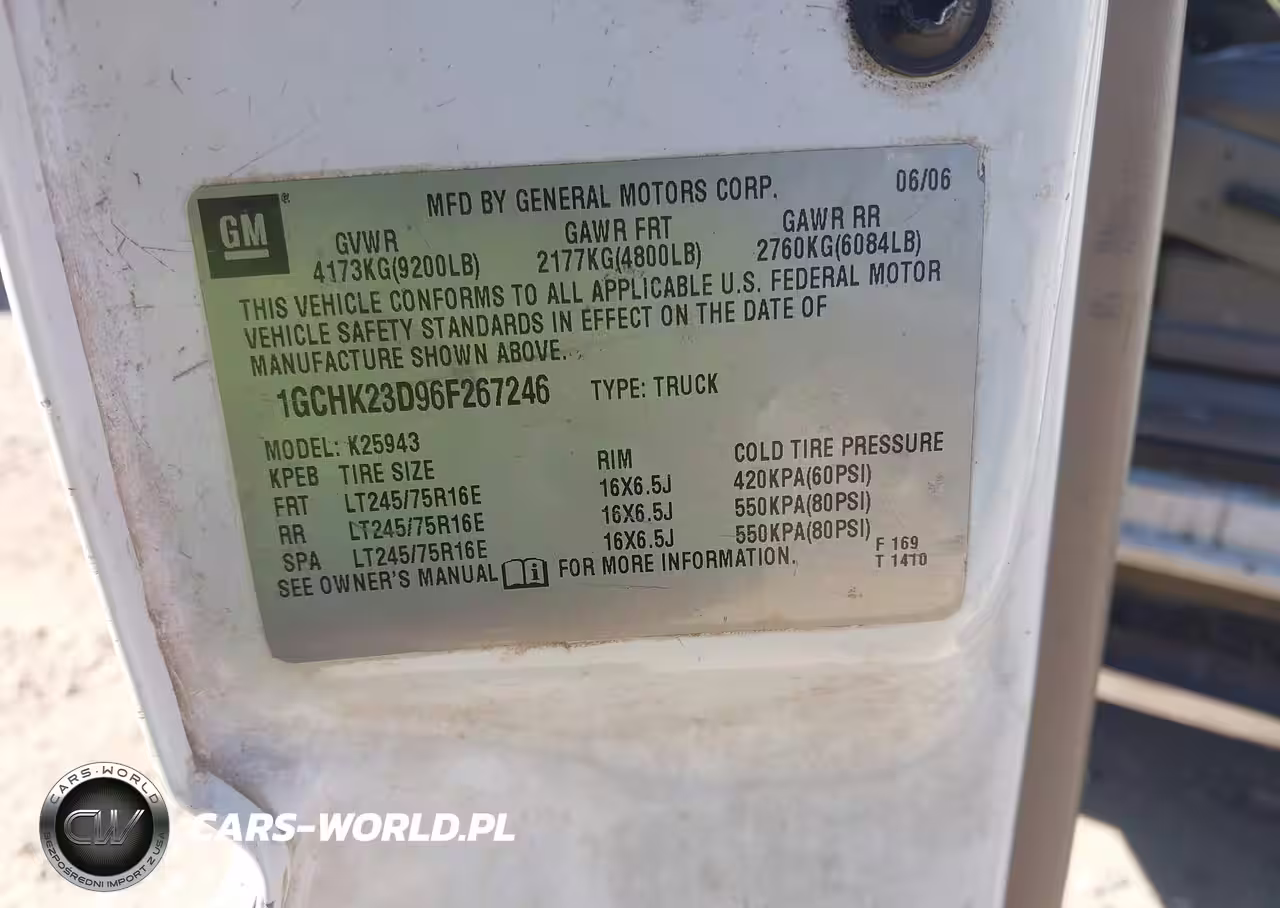 GM ®
MFD BY GENERAL MOTORS CORP. 06/06
GVWR GAWR FRT GAWR RR
4173KG(9200LB) 2177KG(4800LB) 2760KG(6084LB)
THIS VEHICLE CONFORMS TO ALL APPLICABLE U.S. FEDERAL MOTOR
VEHICLE SAFETY STANDARDS IN EFFECT ON THE DATE OF
MANUFACTURE SHOWN ABOVE.
1GCHK23D96F267246 TYPE: TRUCK
MODEL: K25943
KPEB TIRE SIZE RIM COLD TIRE PRESSURE
FRT LT245/75R16E 16X6.5J 420KPA(60PSI)
RR LT245/75R16E 16X6.5J 550KPA(80PSI)
SPA LT245/75R16E 16X6.5J 550KPA(80PSI)
SEE OWNER'S MANUAL i FOR MORE INFORMATION.
F 169
T 1410
CARS-WORLD
CW
BEZPOŚREDNI IMPORT Z USA
CARS-WORLD.PL